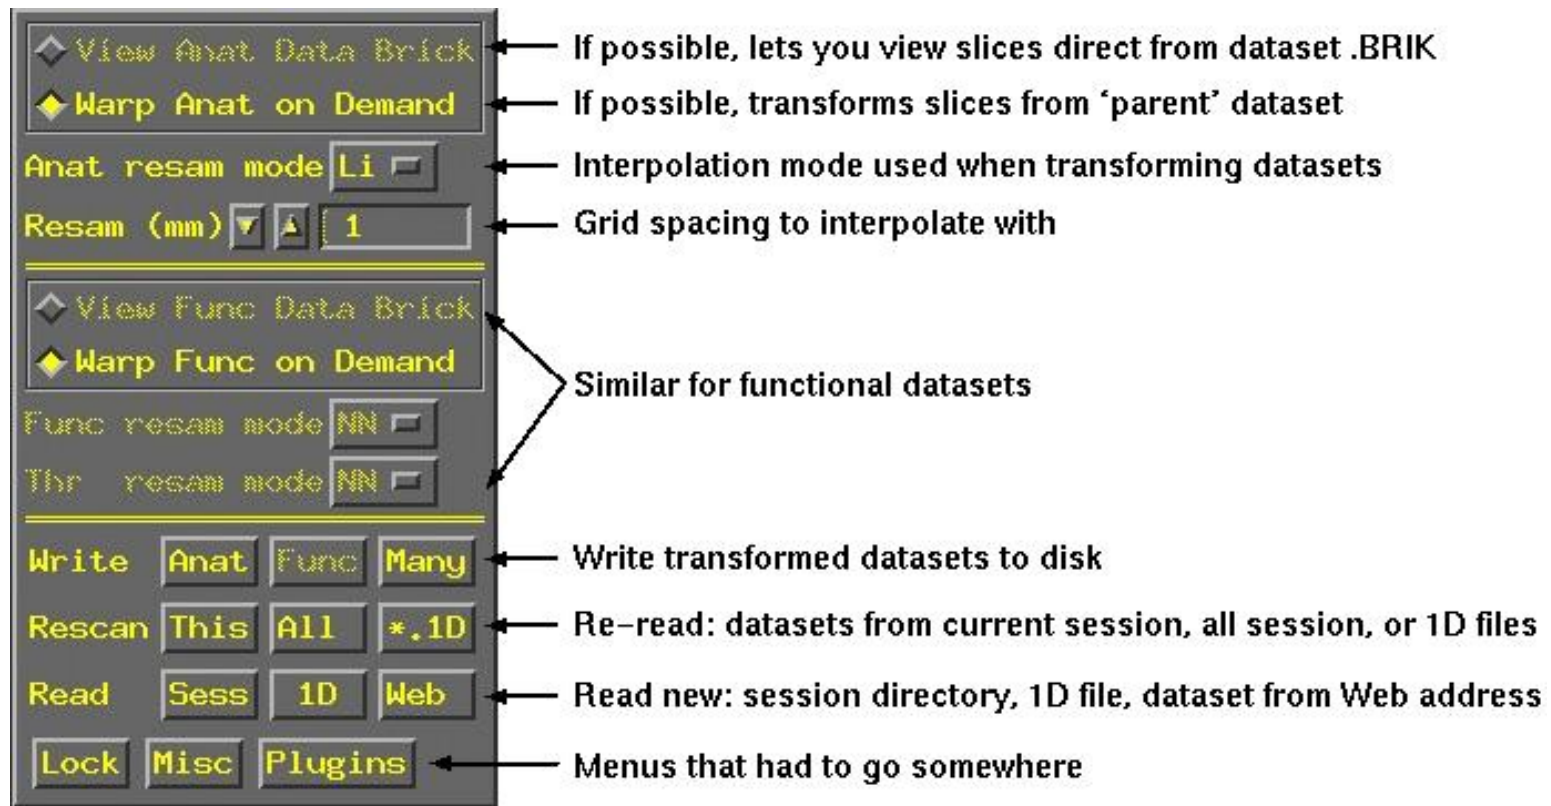 View Anat Data Brick If possible, lets you view slices direct from dataset .BRIK
Warp Anat on Demand If possible, transforms slices from ‘parent’ dataset
Anat resam mode Li Interpolation mode used when transforming datasets
Resam (mm) 1 Grid spacing to interpolate with
View Func Data Brick
Warp Func on Demand
Similar for functional datasets
Func resam mode NN
Thr resam mode NN
Write Anat Func Many Write transformed datasets to disk
Rescan This All *.1D Re-read: datasets from current session, all session, or 1D files
Read Sess 1D Web Read new: session directory, 1D file, dataset from Web address
Lock Misc Plugins Menus that had to go somewhere